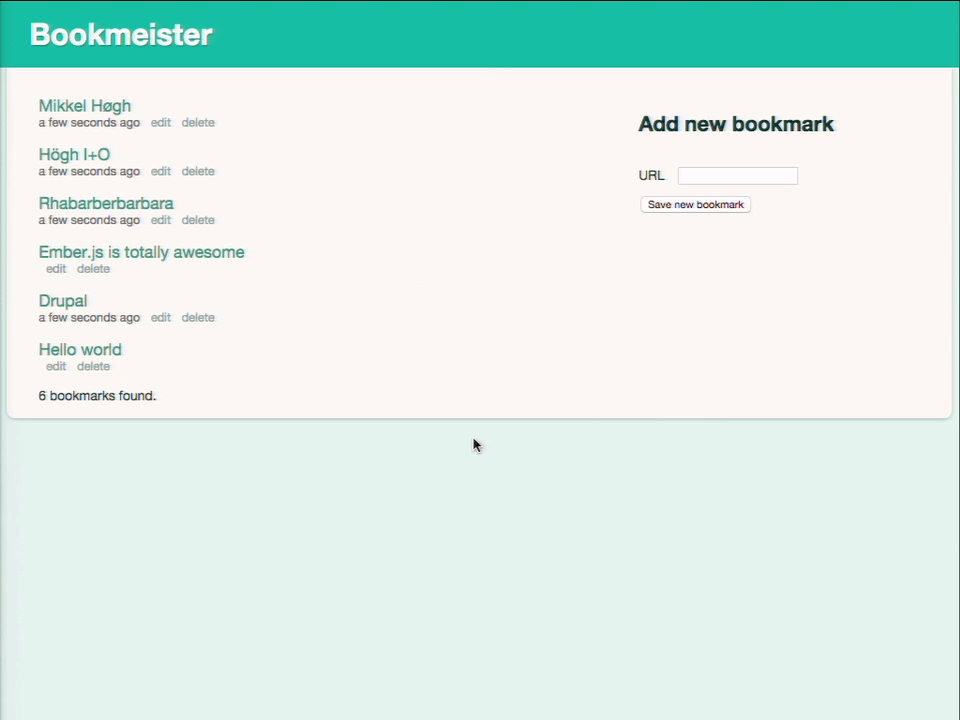 Bookmeister
Mikkel Høgh
a few seconds ago edit delete
Högh I+O
a few seconds ago edit delete
Rhabarberbarbara
a few seconds ago edit delete
Ember.js is totally awesome
edit delete
Drupal
a few seconds ago edit delete
Hello world
edit delete
6 bookmarks found.
Add new bookmark
URL
Save new bookmark